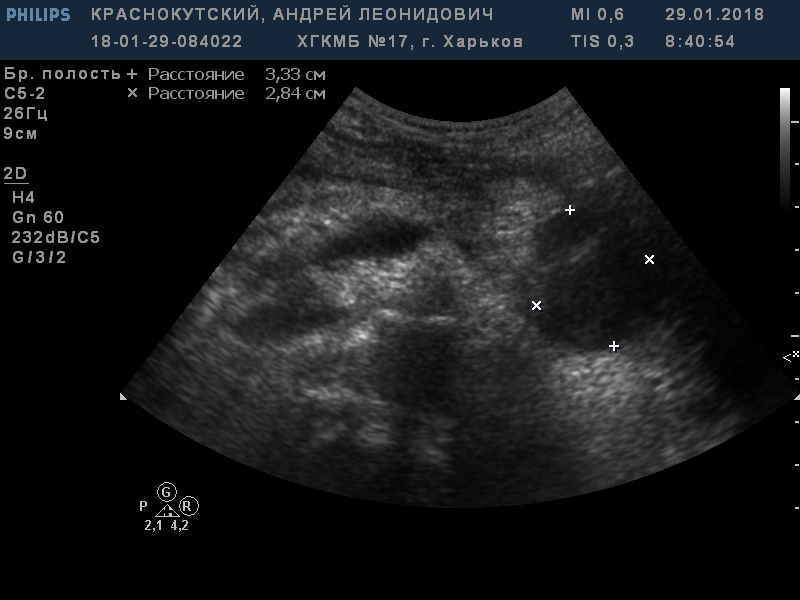 PHILIPS КРАСНОКУТСКИЙ, АНДРЕЙ ЛЕОНИДОВИЧ MI 0,6 29.01.2018
18-01-29-084022 ХГКМБ №17, г. Харьков TIS 0,3 8:40:54
Бр. полость + Расстояние 3,33 см
C5-2 × Расстояние 2,84 см
26Гц
9см
2D
H4
Gn 60
232dB/C5
G/3/2
G
P R
2,1 4,2